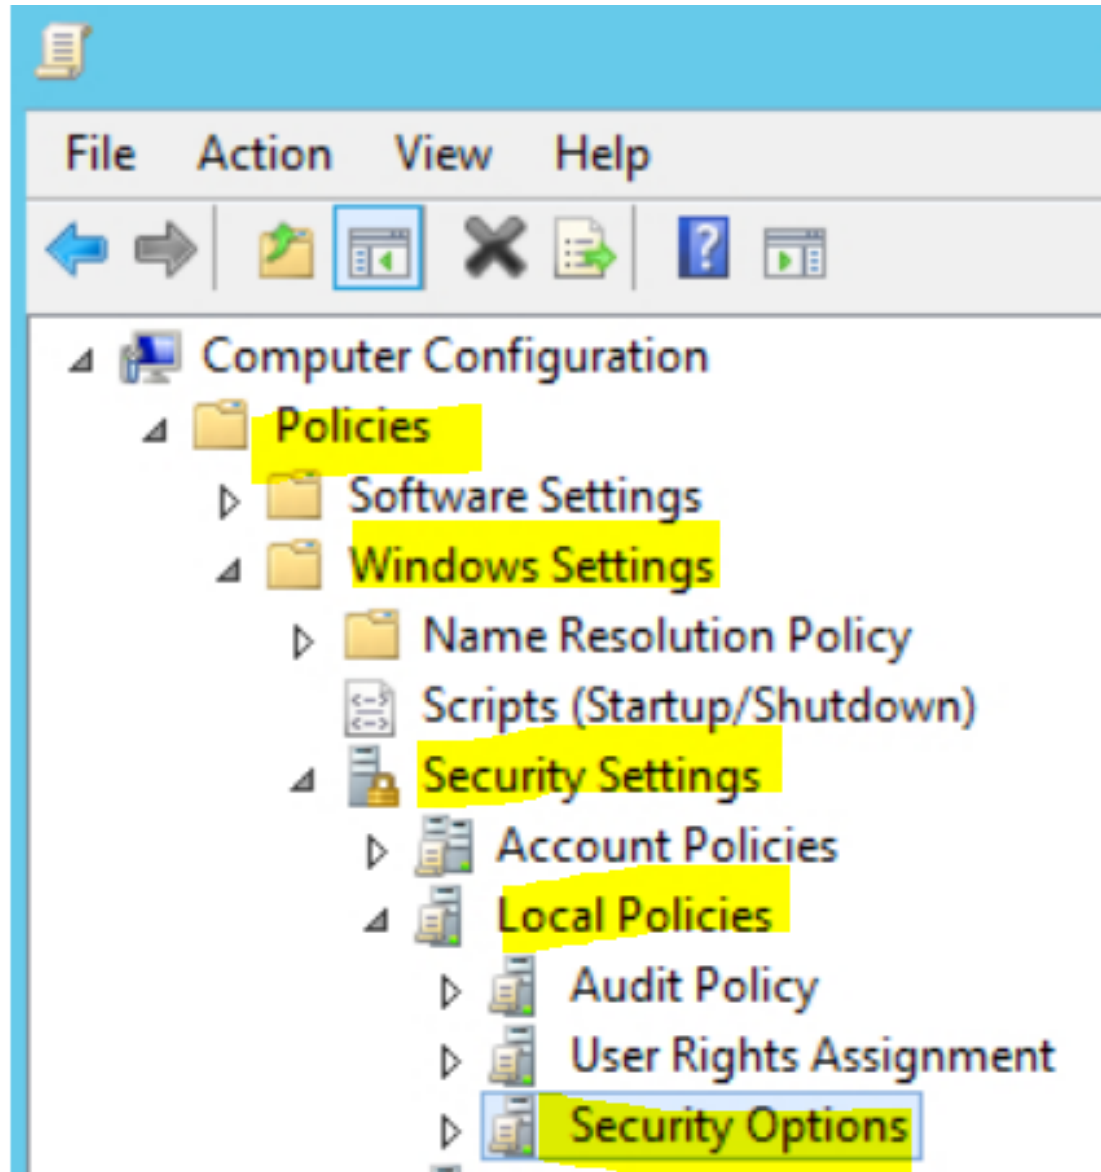 File Action View Help
Computer Configuration
Policies
Software Settings
Windows Settings
Name Resolution Policy
Scripts (Startup/Shutdown)
Security Settings
Account Policies
Local Policies
Audit Policy
User Rights Assignment
Security Options